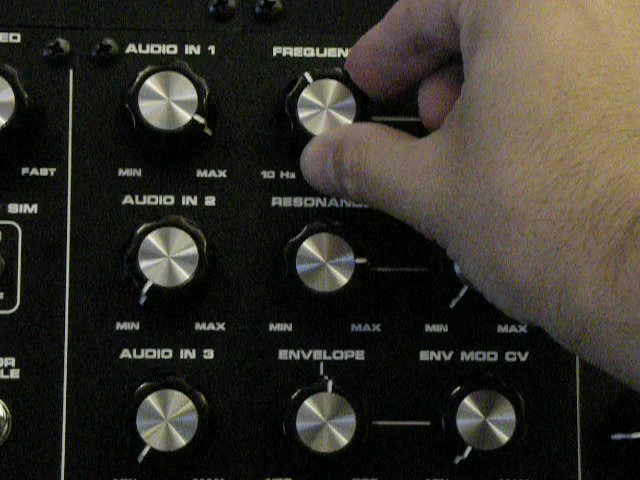 AUDIO IN 1
MIN MAX
10 Hz
FAST
AUDIO IN 2
SIM
MIN MAX
MIN MAX
MIN MAX
AUDIO IN 3
ENVELOPE
ENV MOD CV